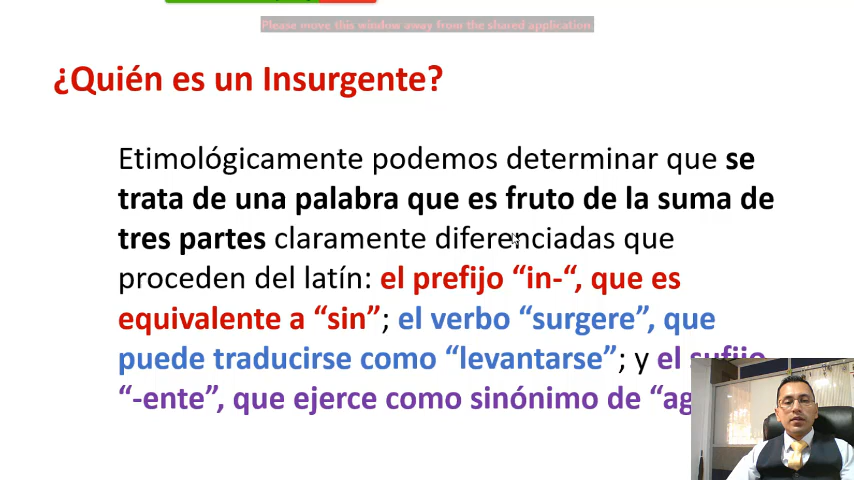 Please move this window away from the shared application.
¿Quién es un Insurgente?
Etimológicamente podemos determinar que se
trata de una palabra que es fruto de la suma de
tres partes claramente diferenciadas que
proceden del latín: el prefijo “in-“, que es
equivalente a “sin”; el verbo “surgere”, que
puede traducirse como “levantarse”; y el sufijo
“-ente”, que ejerce como sinónimo de